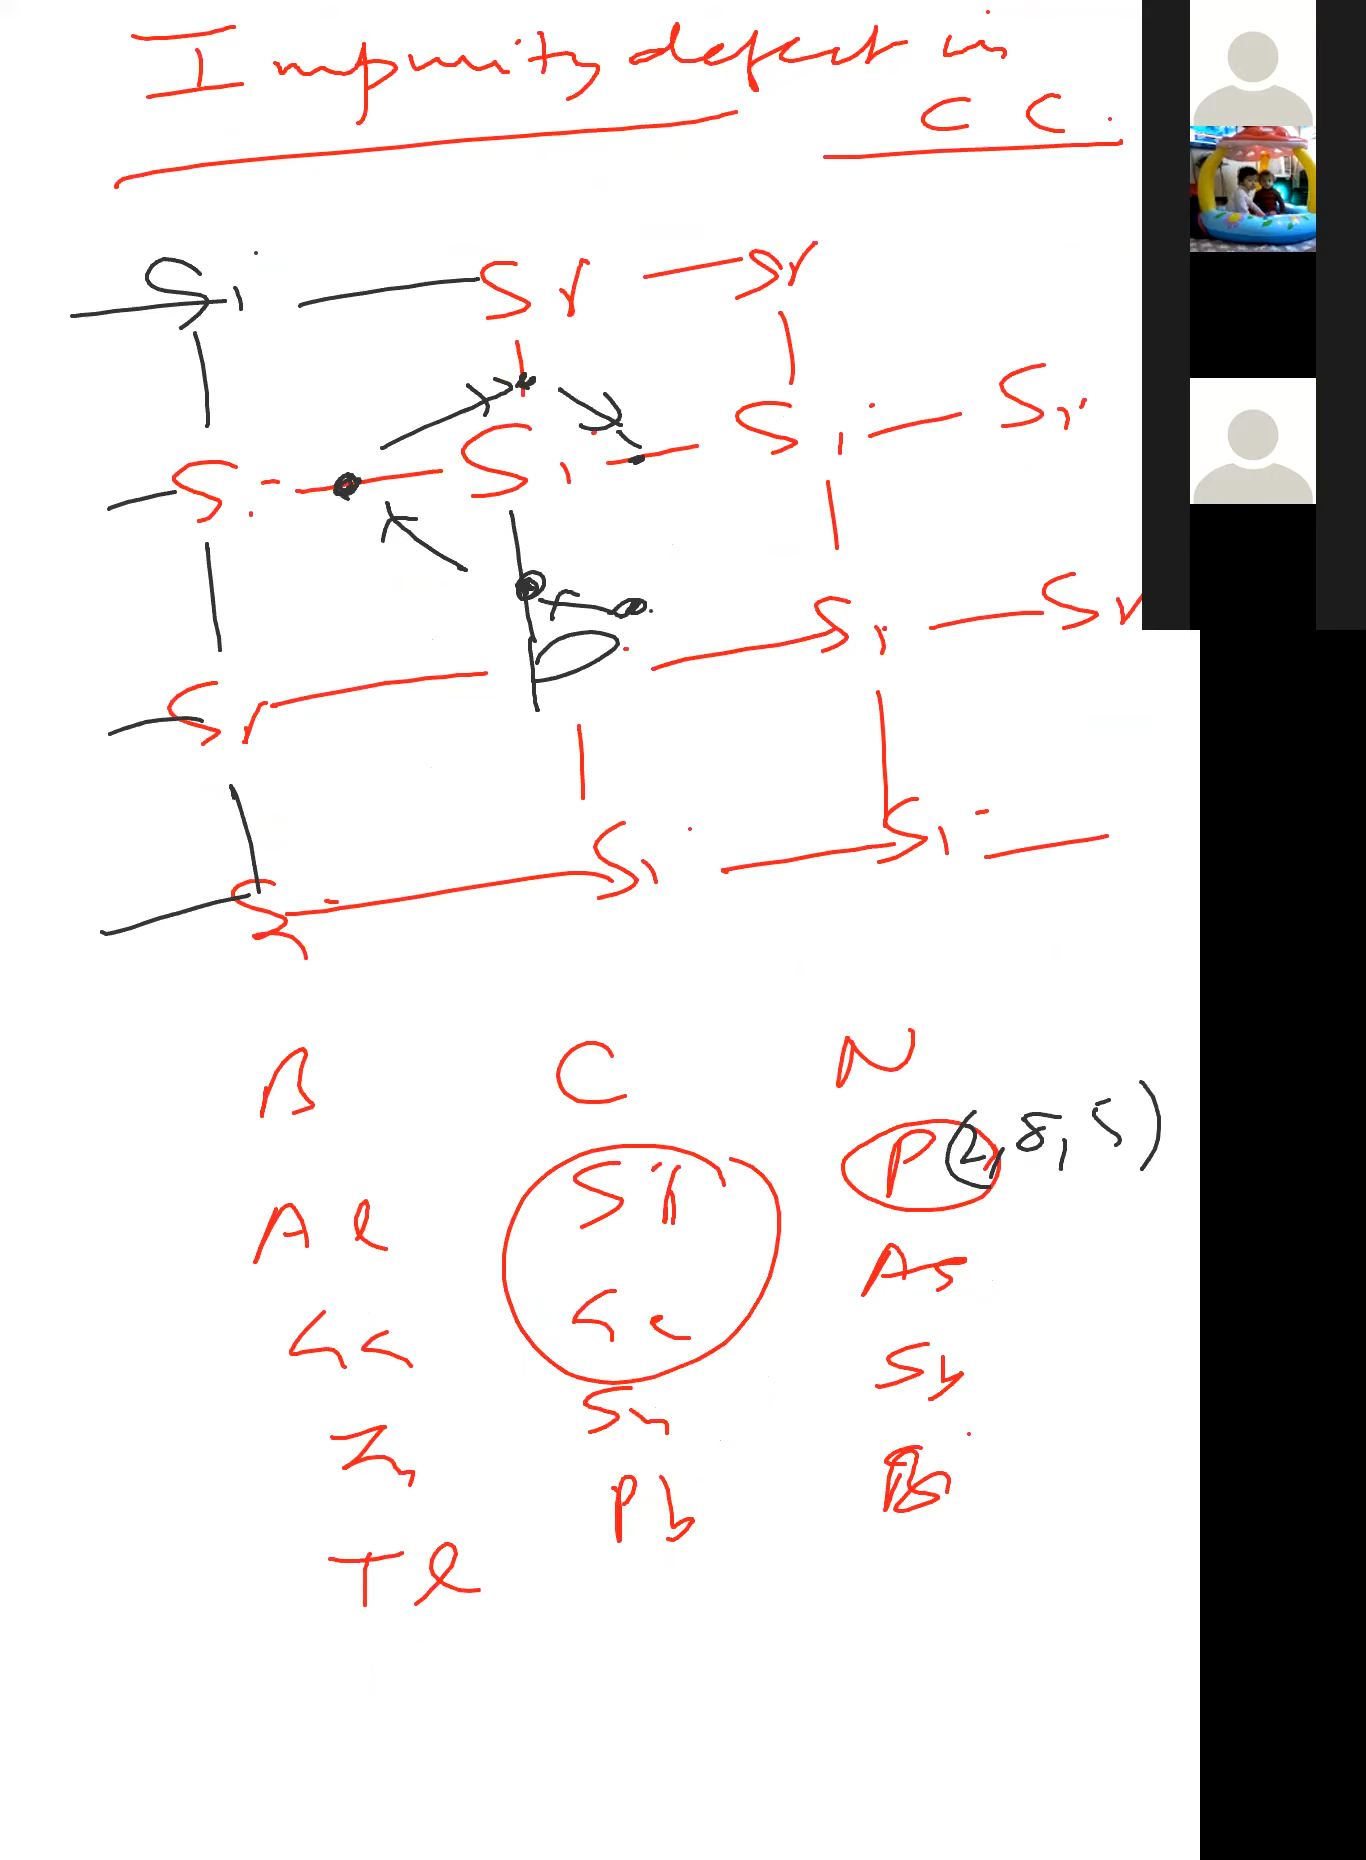 Impurity defect in
C C.
Si Si Si
Si Si Si Si
Si P Si Si
Si Si Si
B C N
Al Si P (2, 8, 5)
Ga Ge As
In Sn Sb
Tl Pb Bi